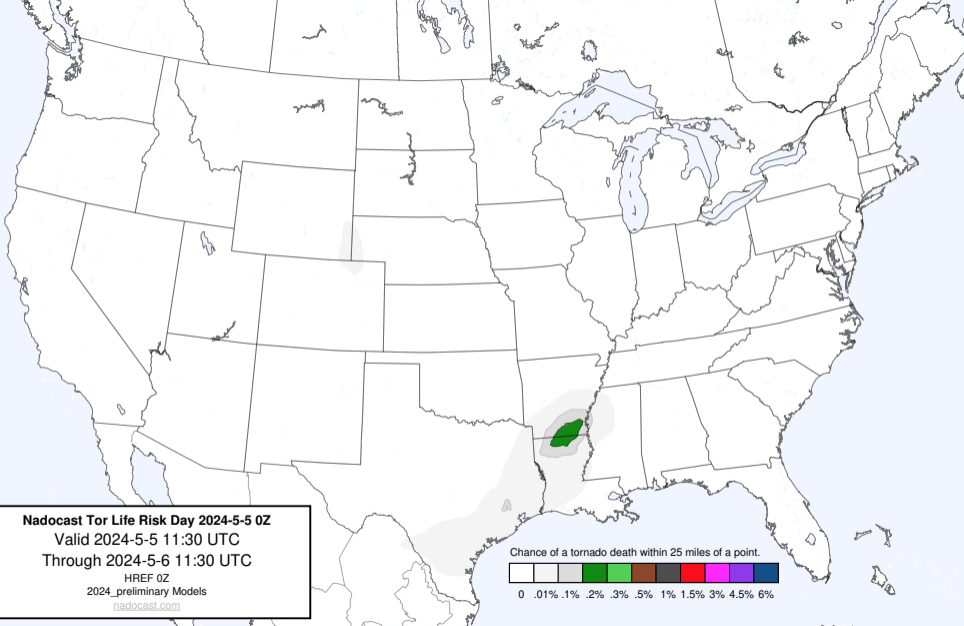 Nadocast Tor Life Risk Day 2024-5-5 0Z
Valid 2024-5-5 11:30 UTC
Through 2024-5-6 11:30 UTC
HREF 0Z
2024_preliminary Models
nadocast.com
Chance of a tornado death within 25 miles of a point.
0 .01% .1% .2% .3% .5% 1% 1.5% 3% 4.5% 6%